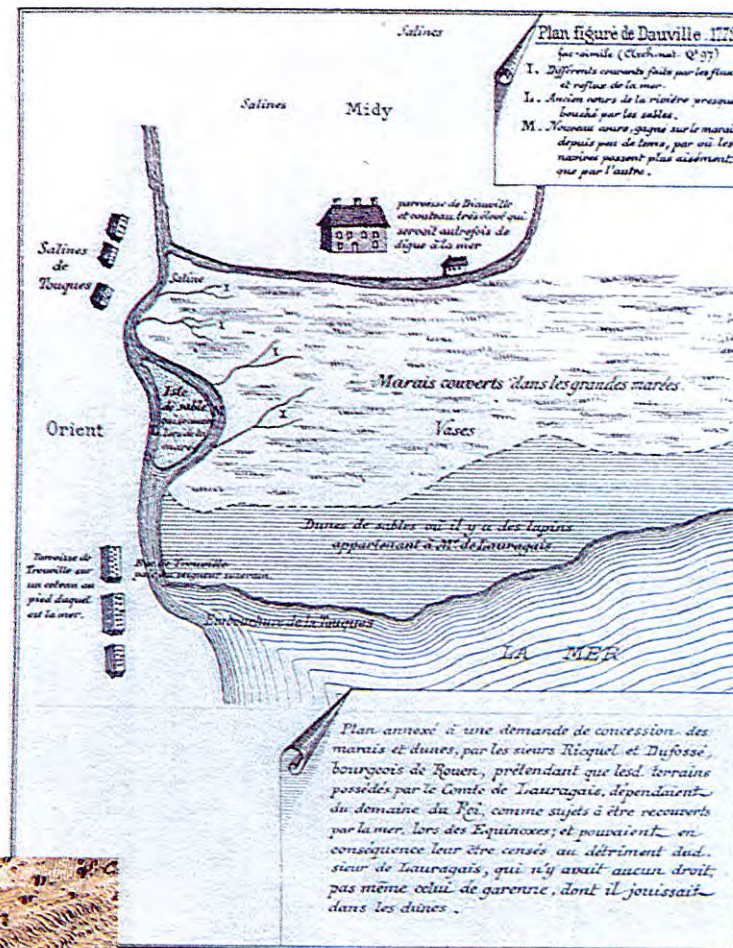 Plan figuré de Dauville. 177
fac-simile (Archonat. Q¹ 97)
I. Différents courants faits par les flux
et reflux de la mer.
L. Ancien cours de la rivière presque
bouché par les sables.
M. Nouveau cours, gagné sur le marais
depuis peu de tems, par où les
navires passent plus aisément
que par l'autre.
Salines
Salines
Midy
paroisse de Diauville
et couteau très élevé qui
servait autrefois de
digue à la mer
Salines
de
Touques
Saline
I
I
I
I
Marais couverts dans les grandes marées
Isle
de sable
Orient
Vases
Dunes de sables où il y a des lapins
appartenant à Mr de Lauragais
Paroisse de
Trouville sur
un coteau au
pied duquel
est la mer.
Trouville
seigneur
Embouchure de la Touques
LA MER
Plan annexé à une demande de concession des
marais et dunes, par les sieurs Ricquel et Dufossé,
bourgeois de Rouen, prétendant que lesd. terrains
possédés par le Comte de Lauragais, dépendaient
du domaine du Roi, comme sujets à être recouverts
par la mer, lors des Equinoxes; et pouvaient en
conséquence leur être censés au détriment dud.
sieur de Lauragais, qui n'y avait aucun droit,
pas même celui de garenne, dont il jouissait
dans les dunes.